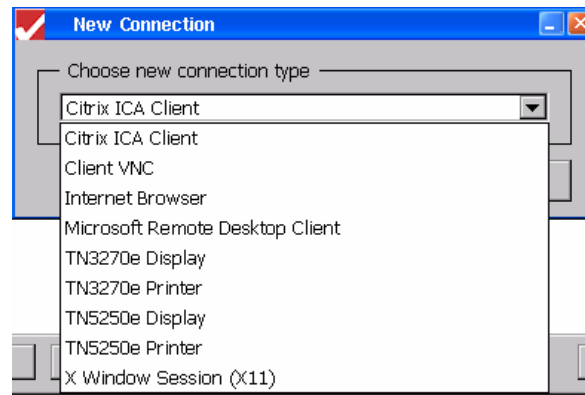 New Connection
Choose new connection type
Citrix ICA Client
Citrix ICA Client
Client VNC
Internet Browser
Microsoft Remote Desktop Client
TN3270e Display
TN3270e Printer
TN5250e Display
TN5250e Printer
X Window Session (X11)